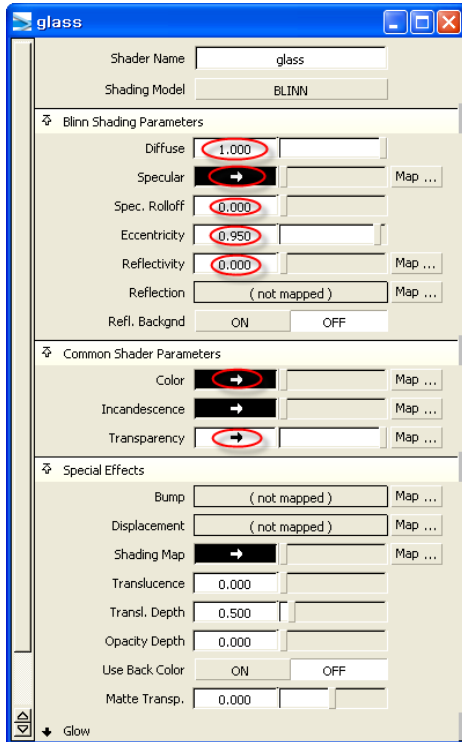 glass
Shader Name glass
Shading Model BLINN
Blinn Shading Parameters
Diffuse 1.000
Specular Map ...
Spec. Rolloff 0.000
Eccentricity 0.950
Reflectivity 0.000 Map ...
Reflection ( not mapped ) Map ...
Refl. Backgnd ON OFF
Common Shader Parameters
Color Map ...
Incandescence Map ...
Transparency Map ...
Special Effects
Bump ( not mapped ) Map ...
Displacement ( not mapped ) Map ...
Shading Map Map ...
Translucence 0.000
Transl. Depth 0.500
Opacity Depth 0.000
Use Back Color ON OFF
Matte Transp. 0.000
Glow